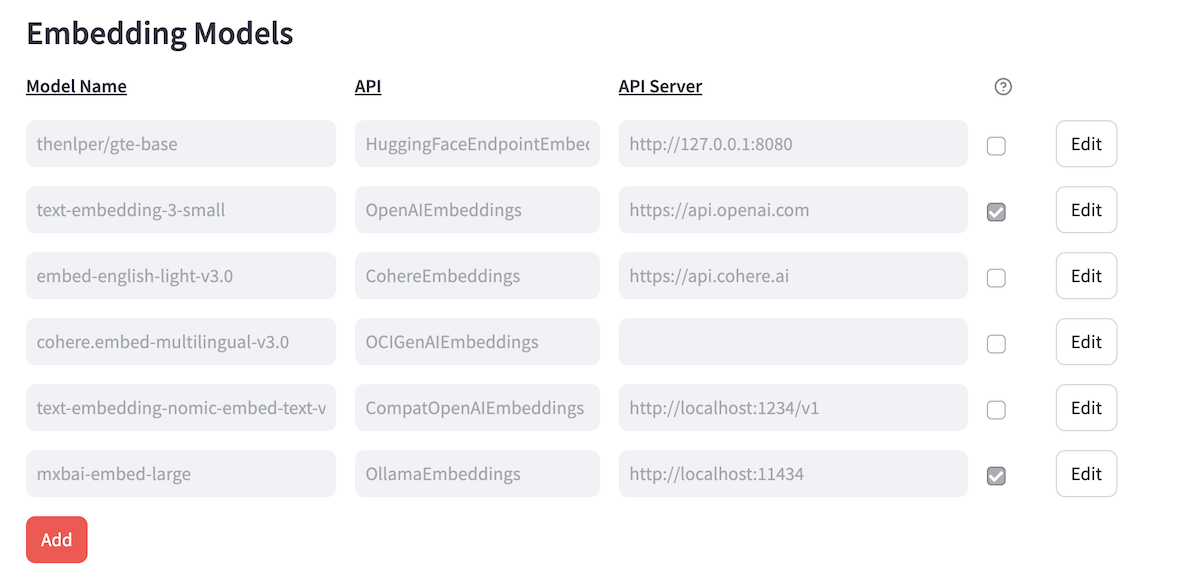 Embedding Models
Model Name API API Server ?
thenlper/gte-base HuggingFaceEndpointEmbec http://127.0.0.1:8080 Edit
text-embedding-3-small OpenAIEmbeddings https://api.openai.com Edit
embed-english-light-v3.0 CohereEmbeddings https://api.cohere.ai Edit
cohere.embed-multilingual-v3.0 OCIGenAIEmbeddings Edit
text-embedding-nomic-embed-text-v CompatOpenAIEmbeddings http://localhost:1234/v1 Edit
mxbai-embed-large OllamaEmbeddings http://localhost:11434 Edit
Add